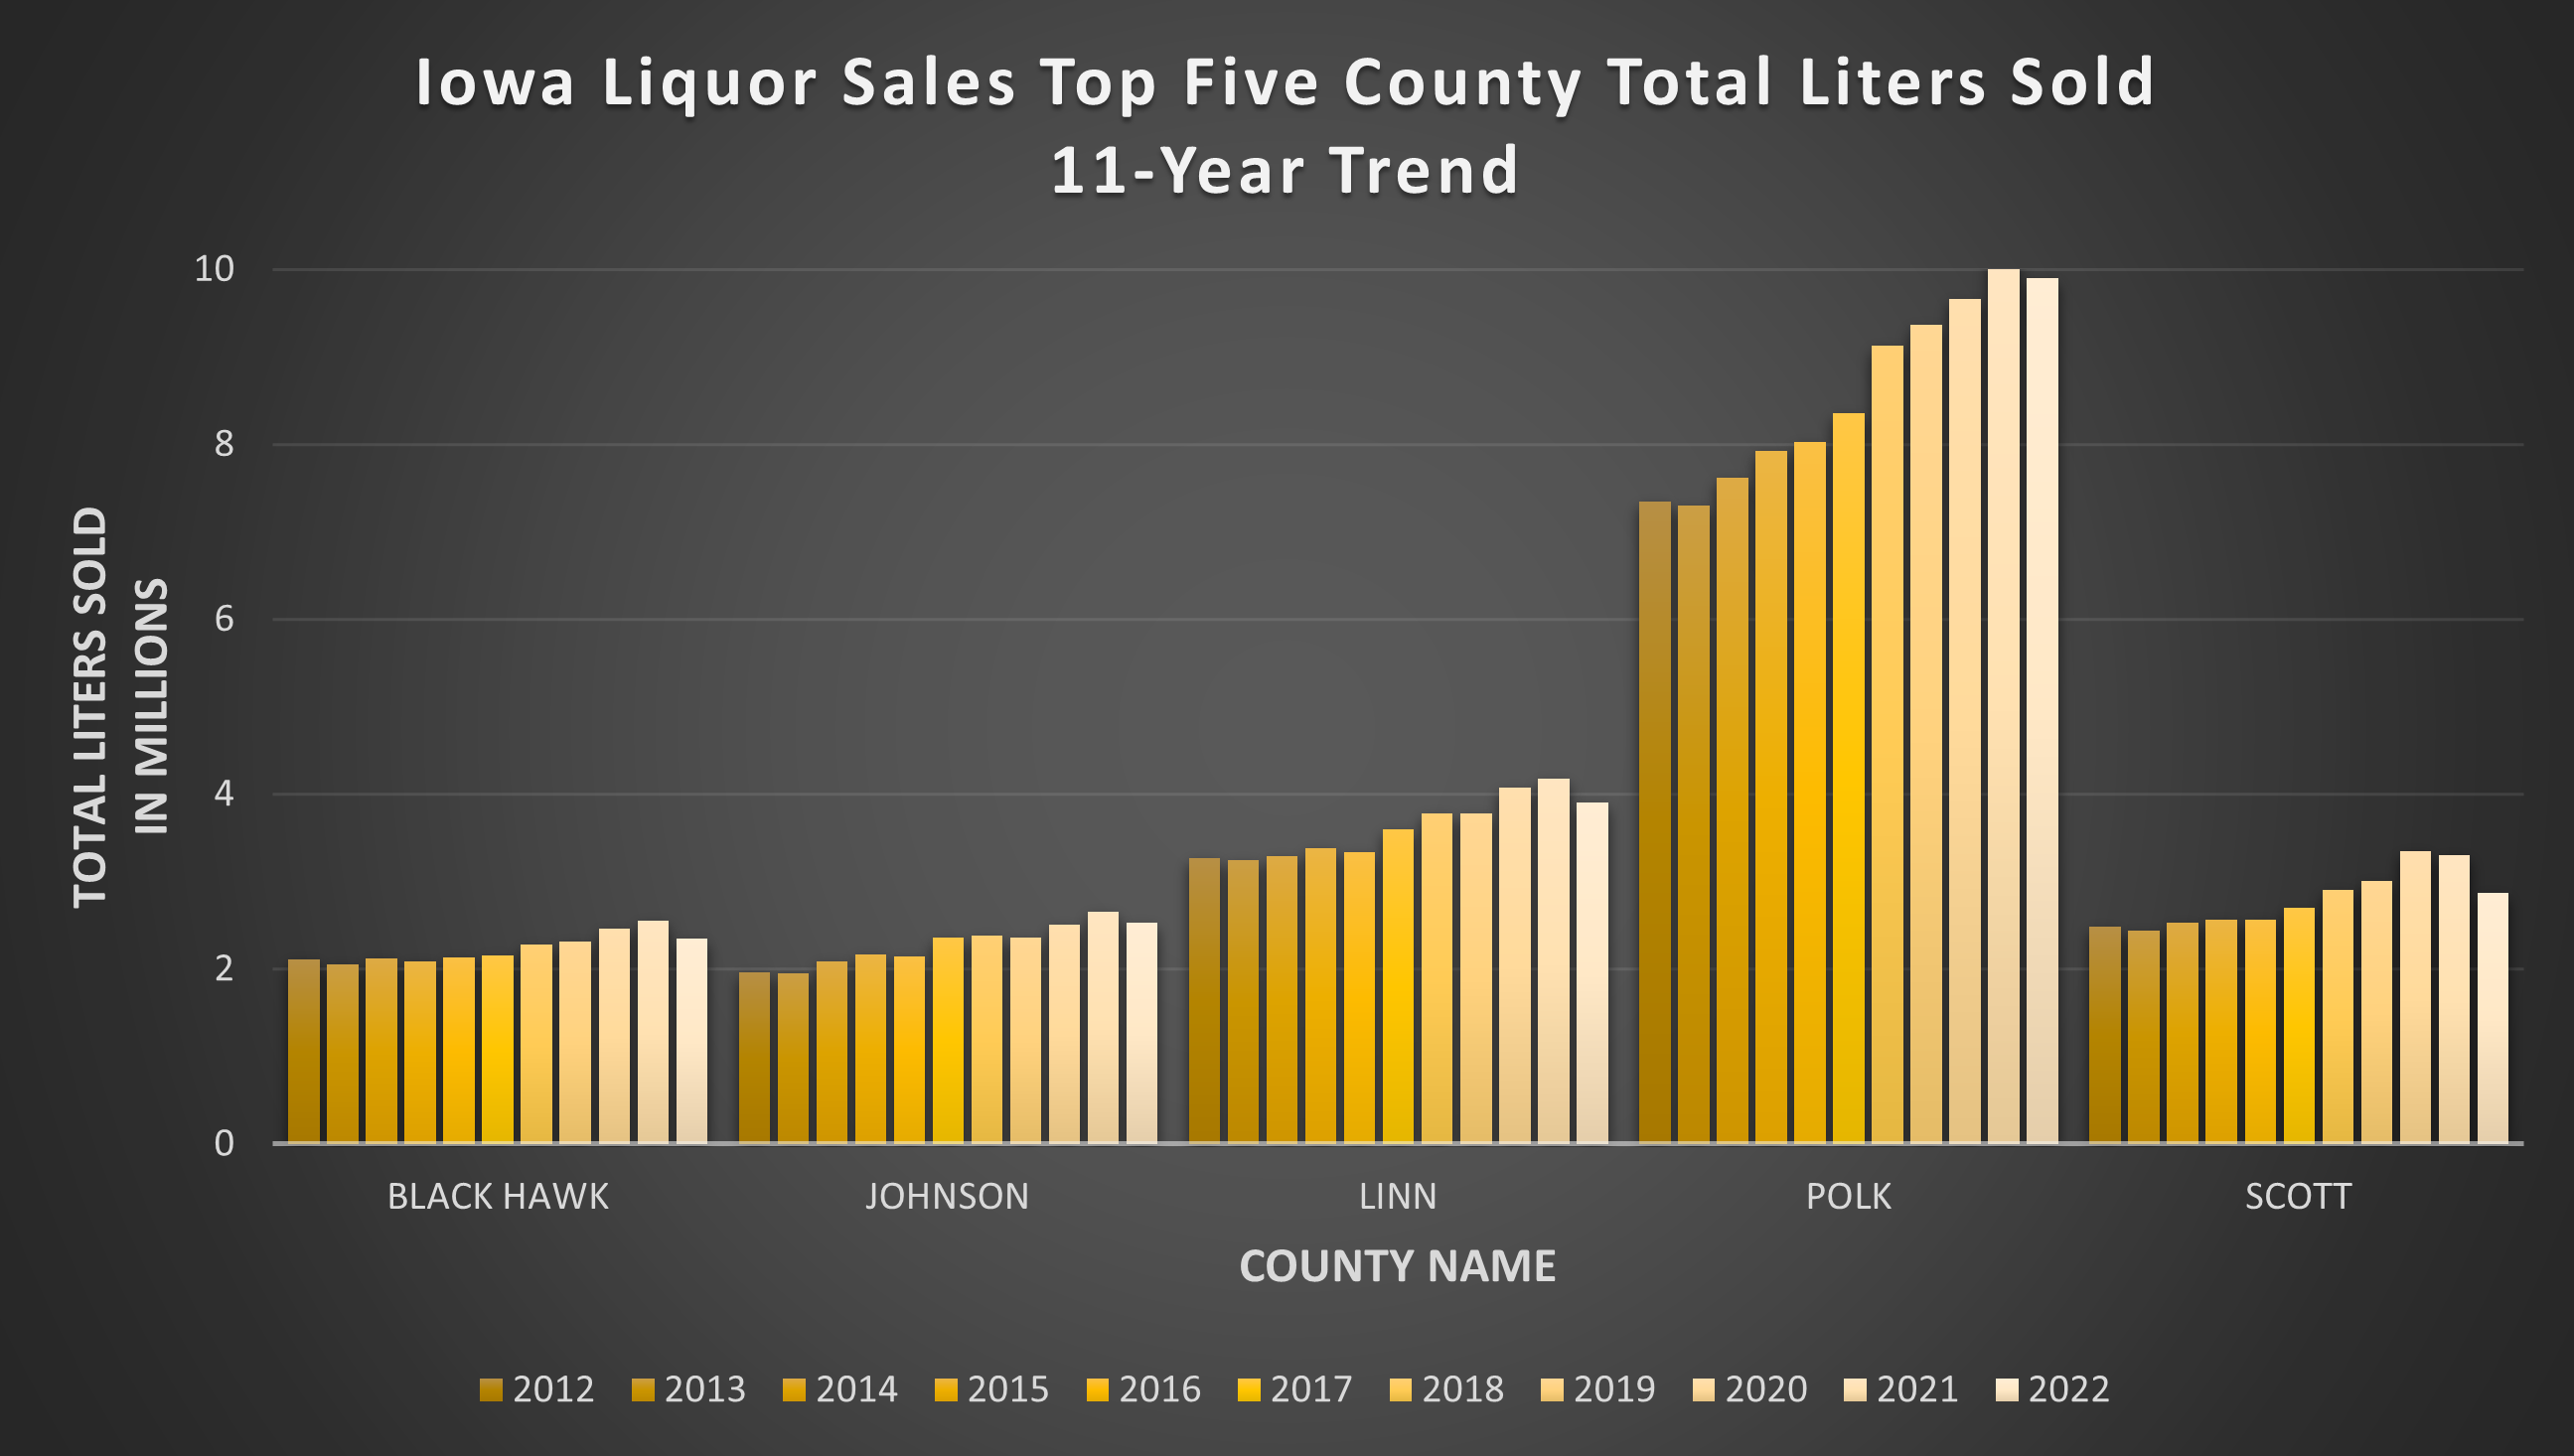 Iowa Liquor Sales Top Five County Total Liters Sold
11-Year Trend
TOTAL LITERS SOLD
IN MILLIONS
10
8
6
4
2
0
BLACK HAWK JOHNSON LINN POLK SCOTT
COUNTY NAME
2012 2013 2014 2015 2016 2017 2018 2019 2020 2021 2022